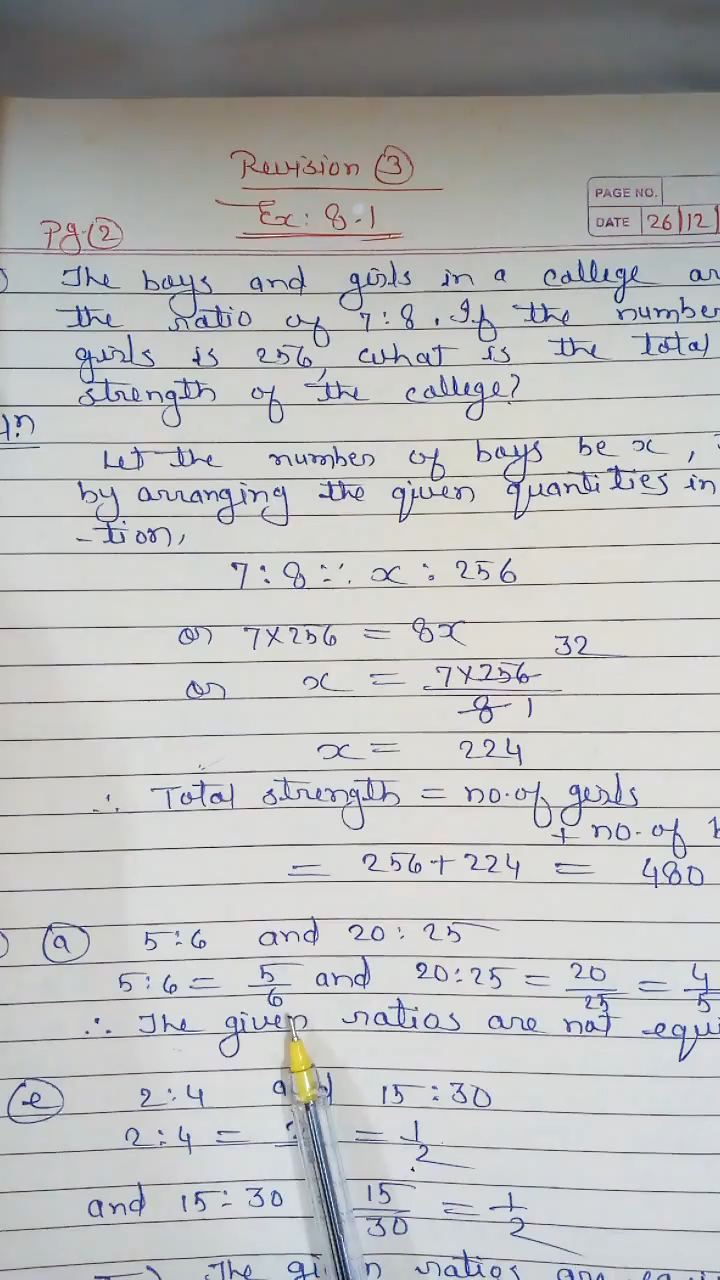 Revision ③
PAGE NO.
Ex: 8.1
DATE 26/12/
Pg. ②
The boys and girls in a college
the ratio of 7:8. If the number
girls is 256, what is the total
strength of the college?
Let the number of boys be x,
by arranging the given quantities in
-tion,
7 : 8 :: x : 256
or 7×256 = 8x
or x = 7×256 / 8 32 1
x = 224
∴ Total strength = no. of girls
+ no. of
= 256 + 224 = 480
(a) 5:6 and 20:25
5:6 = 5/6 and 20:25 = 20/25 = 4/5
∴ The given ratios are not
(e) 2:4 15:30
2:4 = = 1/2
and 15:30 15/30 = 1/2
The ratios are